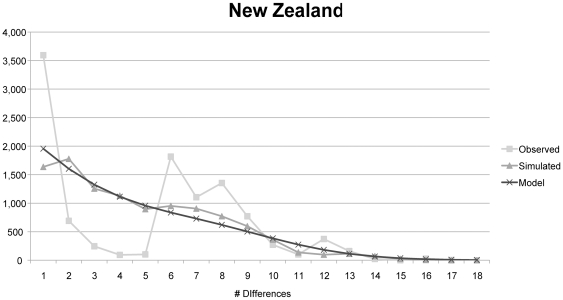 New Zealand
4,000
3,500
3,000
2,500
2,000
1,500
1,000
500
0
1 2 3 4 5 6 7 8 9 10 11 12 13 14 15 16 17 18
# DIfferences
Observed
Simulated
Model